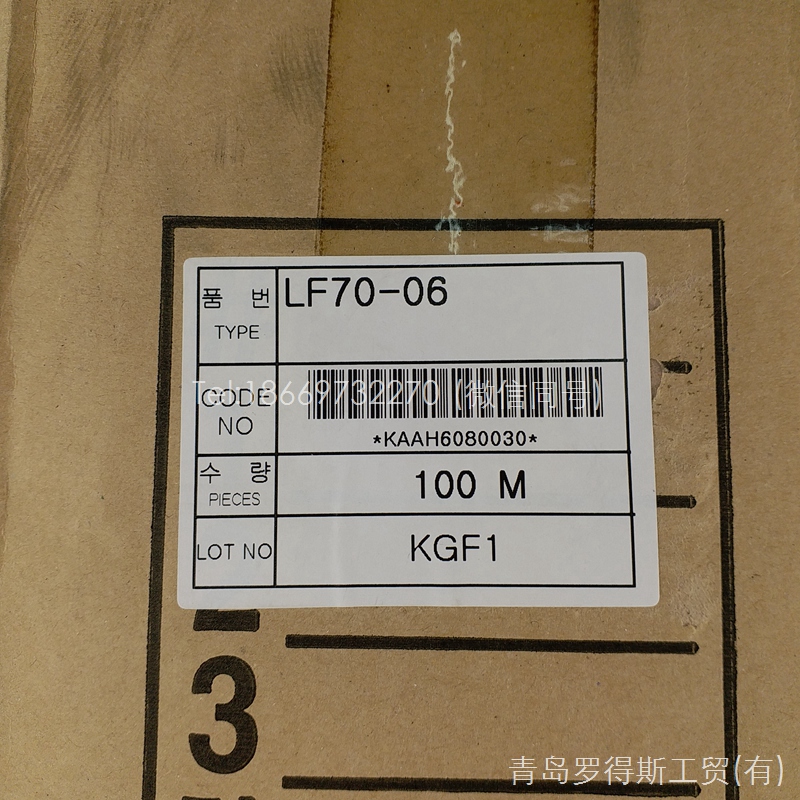 품 번 LF70-06
TYPE
Tel:18669732270 (微信同号)
CODE
NO
*KAAH6080030*
수 량 100 M
PIECES
LOT NO KGF1
3
青岛罗得斯工贸(有)